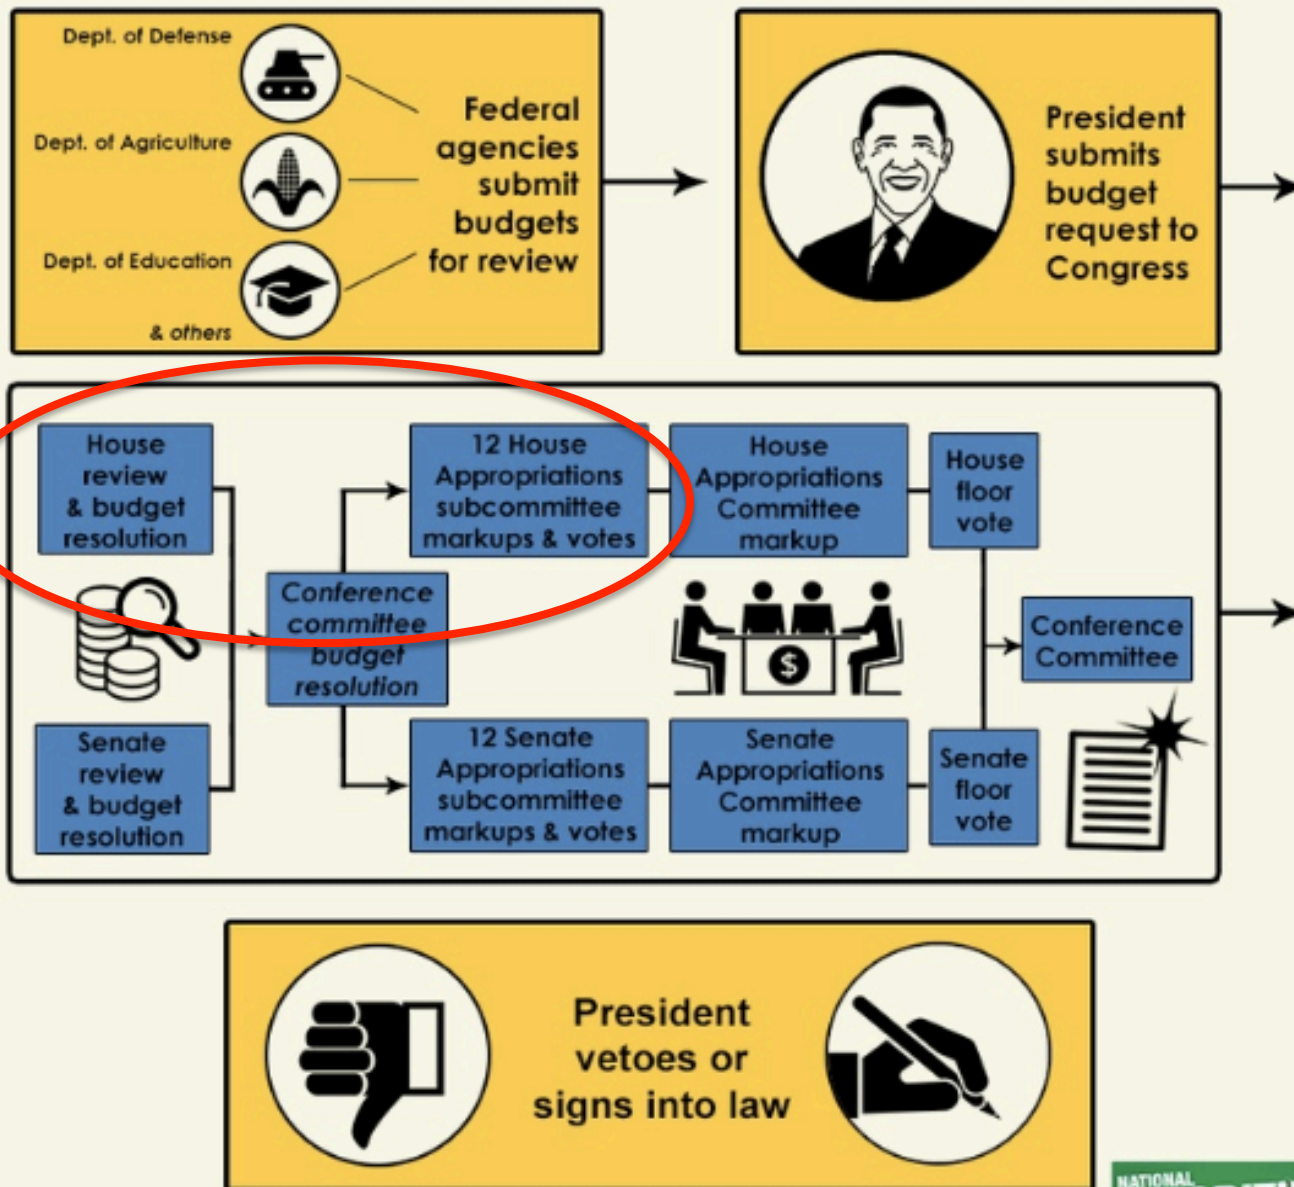 Dept. of Defense
Dept. of Agriculture
Dept. of Education
& others
Federal
agencies
submit
budgets
for review
President
submits
budget
request to
Congress
House
review
& budget
resolution
Senate
review
& budget
resolution
Conference
committee
budget
resolution
12 House
Appropriations
subcommittee
markups & votes
12 Senate
Appropriations
subcommittee
markups & votes
House
Appropriations
Committee
markup
$
Senate
Appropriations
Committee
markup
House
floor
vote
Senate
floor
vote
Conference
Committee
President
vetoes or
signs into law
NATIONAL